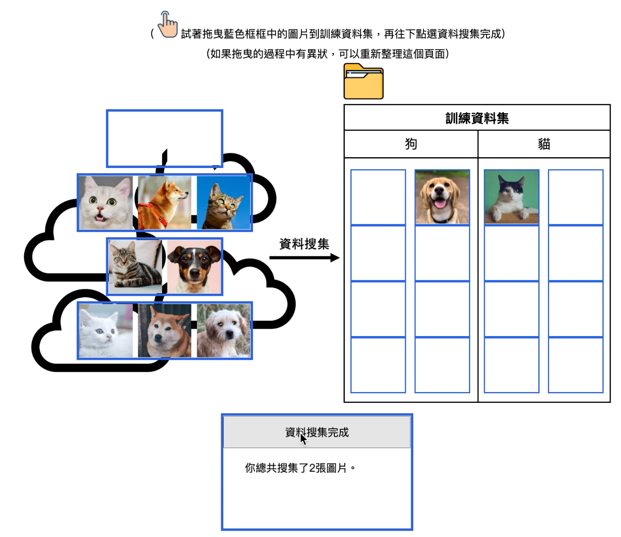 ( 試著拖曳藍色框框中的圖片到訓練資料集，再往下點選資料搜集完成)
(如果拖曳的過程中有異狀，可以重新整理這個頁面)
訓練資料集
狗
貓
資料搜集
資料搜集完成
你總共搜集了2張圖片。